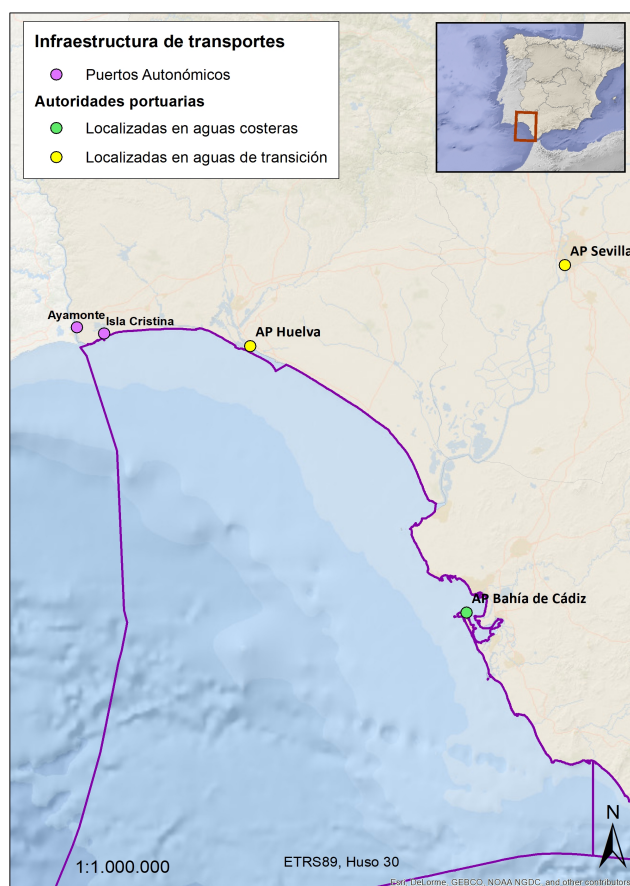 Infraestructura de transportes
Puertos Autonómicos
Autoridades portuarias
Localizadas en aguas costeras
Localizadas en aguas de transición
AP Sevilla
Ayamonte
Isla Cristina
AP Huelva
AP Bahía de Cádiz
N
1:1.000.000
ETRS89, Huso 30
Esri, DeLorme, GEBCO, NOAA NGDC, and other contributors